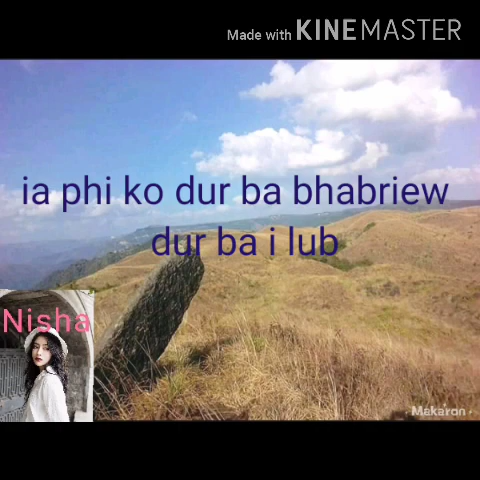 Made with KINEMASTER
ia phi ko dur ba bhabriew
dur ba i lub
Nisha
Makaron